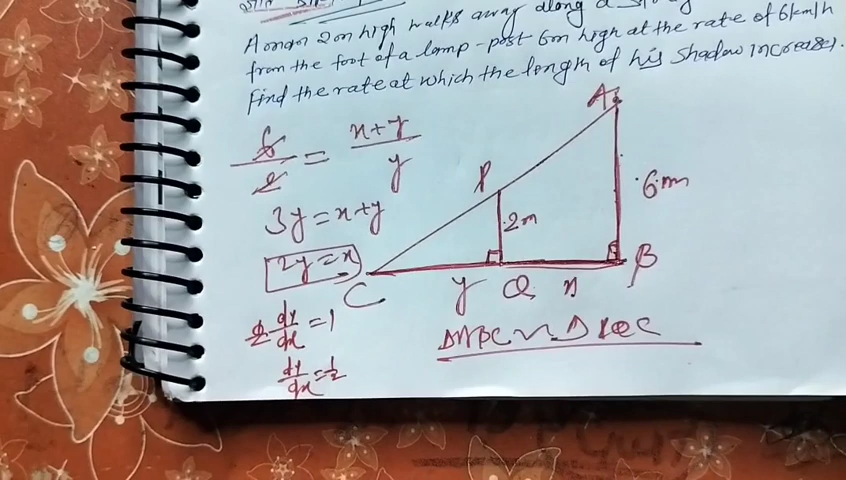 A man 2m high walks away along a
from the foot of a lamp-post 6m high at the rate of 6km/h
Find the rate at which the length of his shadow increases.
6/2 = x+y/y
3y = x+y
2y = x
2 dy/dx = 1
dy/dx = 1/2
A
P
6m
2m
C y Q x B